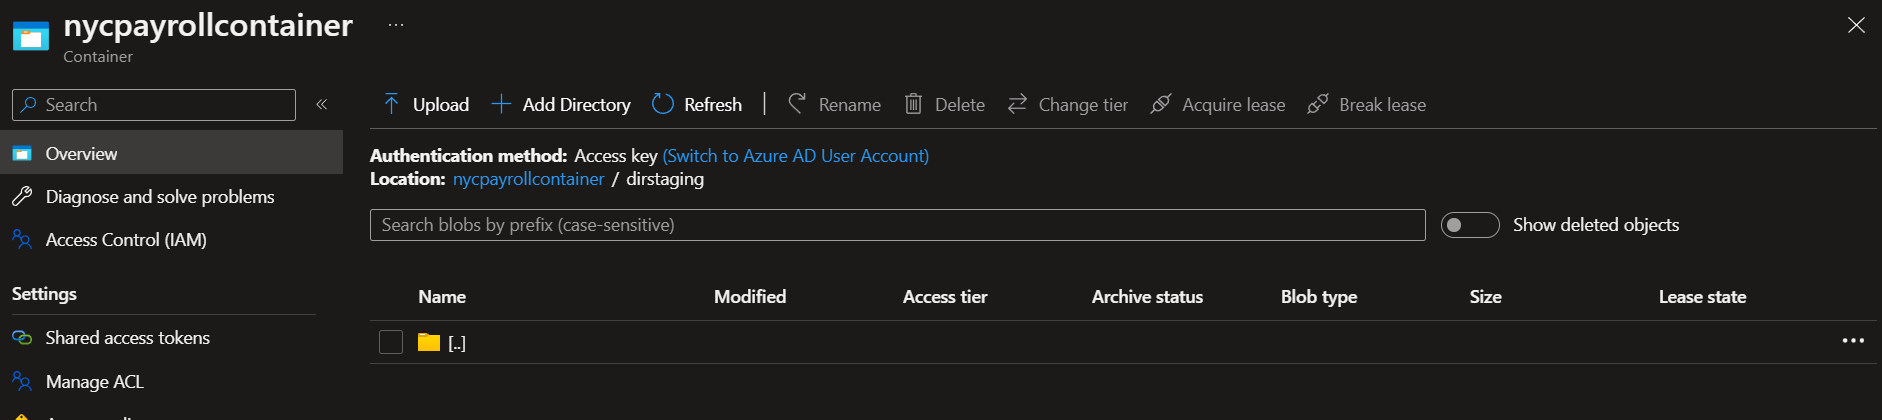 nycpayrollcontainer ...
Container
Search
«
Overview
Diagnose and solve problems
Access Control (IAM)
Settings
Shared access tokens
Manage ACL
Upload Add Directory Refresh | Rename Delete Change tier Acquire lease Break lease
Authentication method: Access key (Switch to Azure AD User Account)
Location: nycpayrollcontainer / dirstaging
Search blobs by prefix (case-sensitive)
Show deleted objects
Name Modified Access tier Archive status Blob type Size Lease state
[..] ...